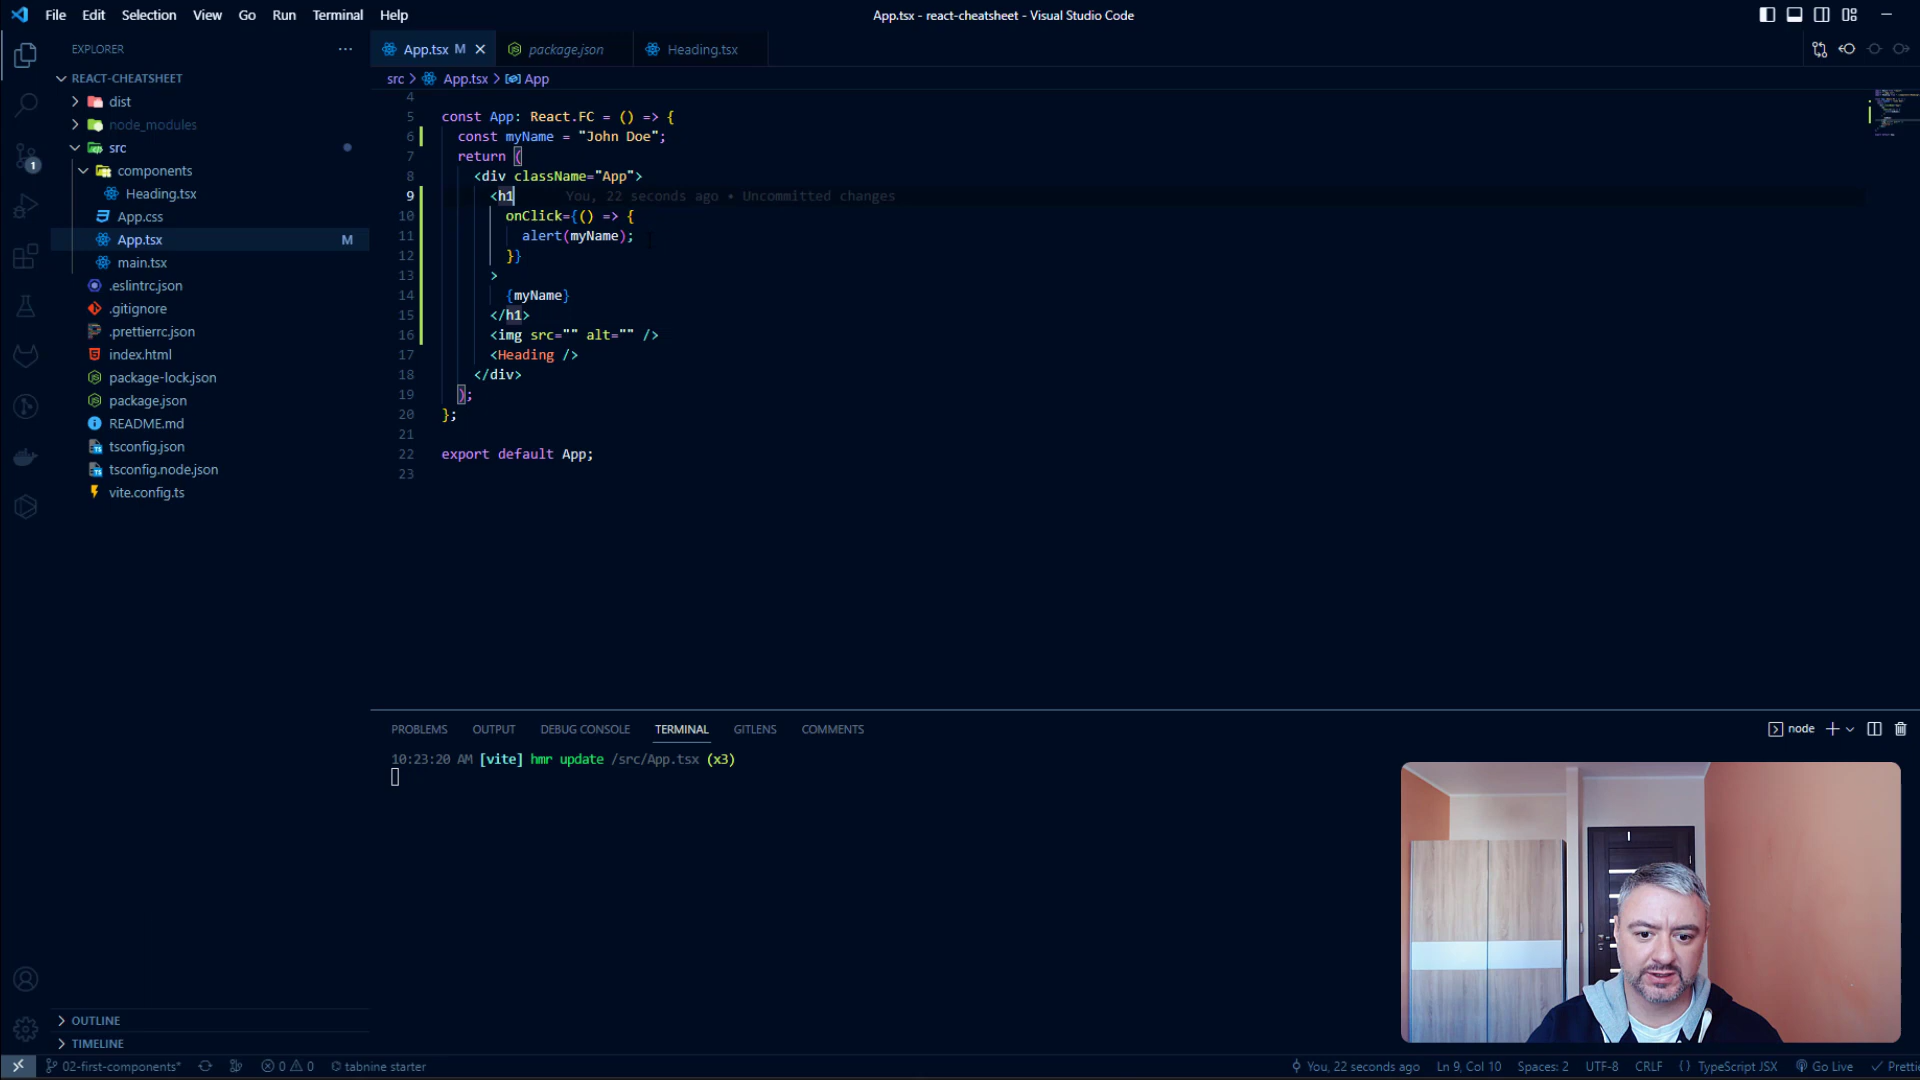 File Edit Selection View Go Run Terminal Help
App.tsx - react-cheatsheet - Visual Studio Code
EXPLORER
App.tsx M
package.json
Heading.tsx
REACT-CHEATSHEET
src > App.tsx > App
dist
node_modules
src
components
Heading.tsx
App.css
App.tsx M
main.tsx
.eslintrc.json
.gitignore
.prettierrc.json
index.html
package-lock.json
package.json
README.md
tsconfig.json
tsconfig.node.json
vite.config.ts
OUTLINE
TIMELINE
1
4
5 const App: React.FC = () => {
6 const myName = "John Doe";
7 return (
8 <div className="App">
9 <h1 You, 22 seconds ago • Uncommitted changes
10 onClick={() => {
11 alert(myName);
12 }}
13 >
14 {myName}
15 </h1>
16 <img src="" alt="" />
17 <Heading />
18 </div>
19 );
20 };
21
22 export default App;
23
PROBLEMS OUTPUT DEBUG CONSOLE TERMINAL GITLENS COMMENTS
node
10:23:20 AM [vite] hmr update /src/App.tsx (x3)
02-first-components* 0 0 tabnine starter
You, 22 seconds ago Ln 9, Col 10 Spaces: 2 UTF-8 CRLF {} TypeScript JSX Go Live Pretti